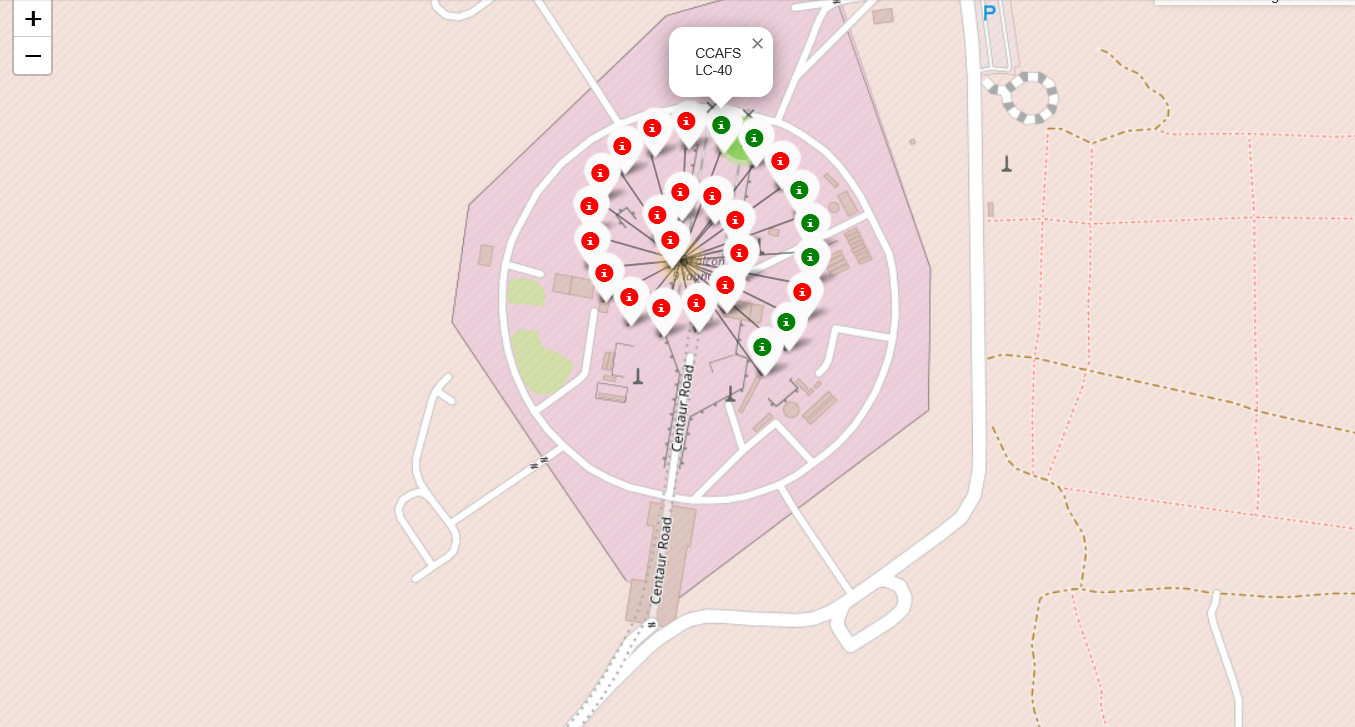 +
−
P
CCAFS
LC-40
×
Centaur Road
Centaur Road